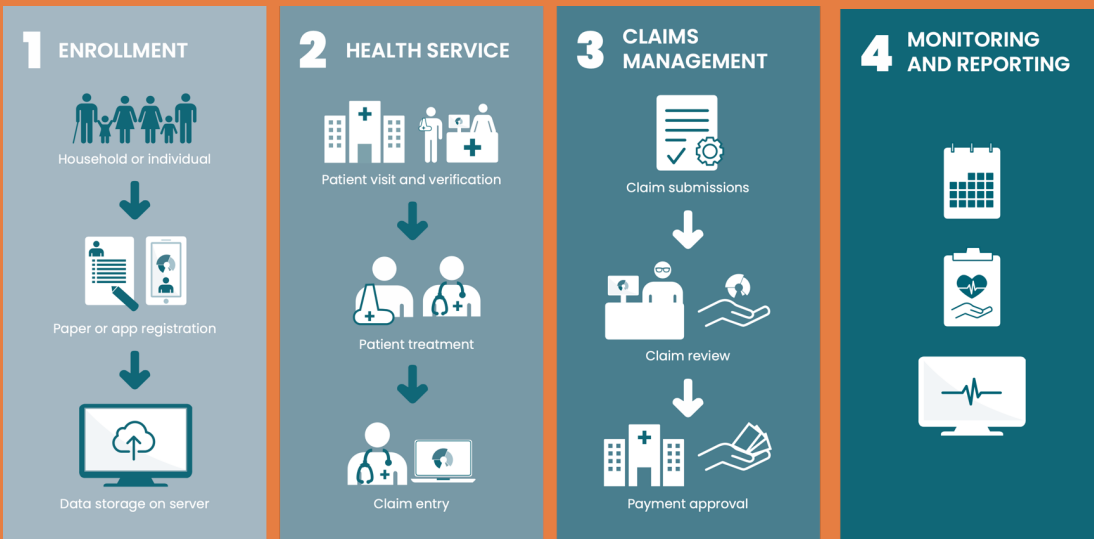 1 ENROLLMENT
Household or individual
Paper or app registration
Data storage on server
2 HEALTH SERVICE
Patient visit and verification
Patient treatment
Claim entry
3 CLAIMS
MANAGEMENT
Claim submissions
Claim review
Payment approval
4 MONITORING
AND REPORTING